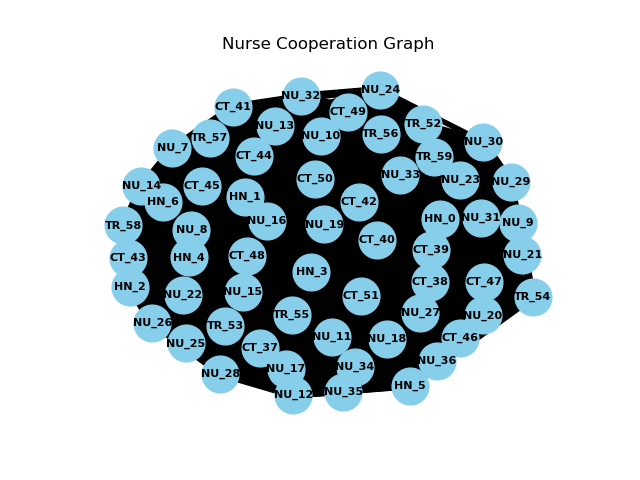 Nurse Cooperation Graph
NU_24
NU_32
CT_41
CT_49
TR_52
NU_13
TR_56
NU_10
TR_57
NU_30
NU_7
CT_44
TR_59
NU_33
CT_50
NU_23
NU_29
NU_14
CT_45
HN_1
HN_6
CT_42
HN_0
NU_31
NU_16
NU_9
NU_19
TR_58
NU_8
CT_40
CT_39
NU_21
CT_48
HN_4
CT_43
HN_3
CT_38
CT_47
HN_2
NU_15
NU_22
CT_51
TR_54
NU_27
TR_55
NU_20
NU_26
TR_53
NU_11
CT_46
NU_18
NU_25
CT_37
NU_36
NU_34
NU_17
NU_28
HN_5
NU_35
NU_12